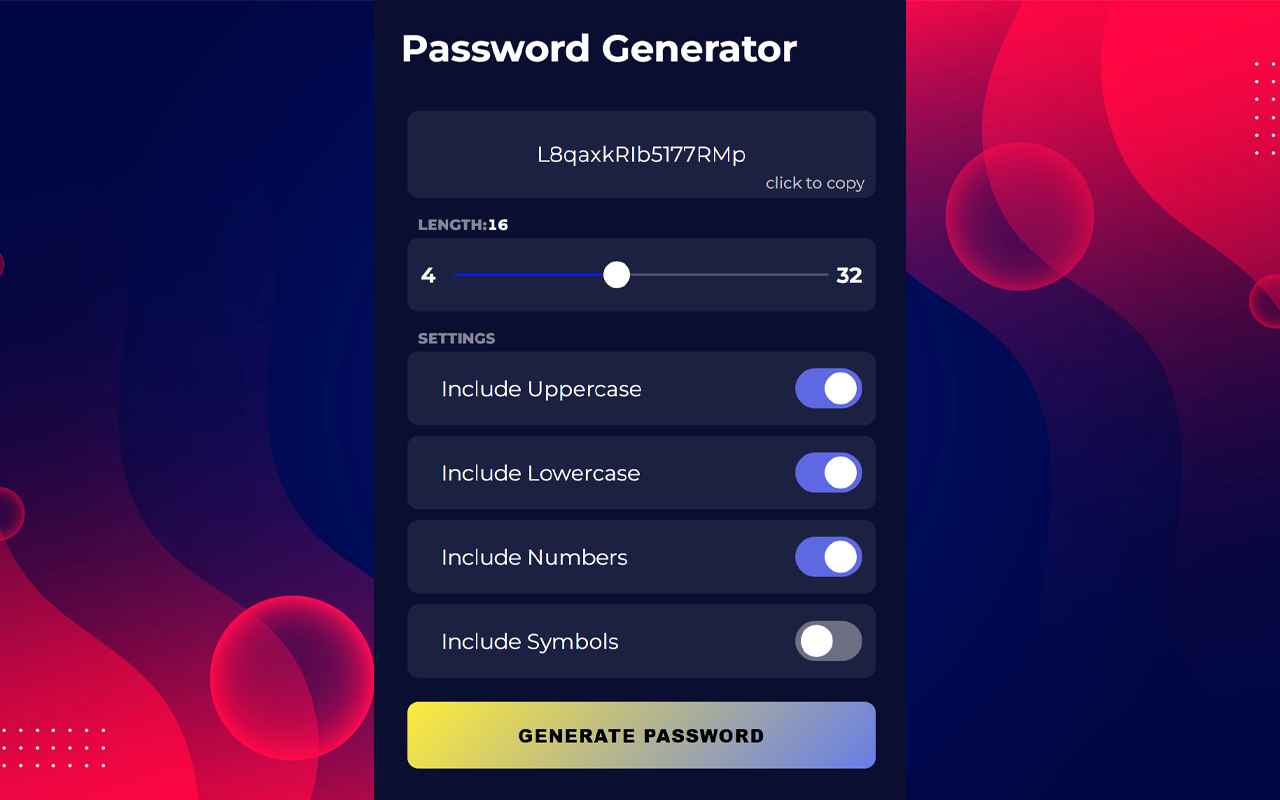 Password Generator
L8qaxkRIb5177RMp
click to copy
LENGTH:16
4 32
SETTINGS
Include Uppercase
Include Lowercase
Include Numbers
Include Symbols
GENERATE PASSWORD